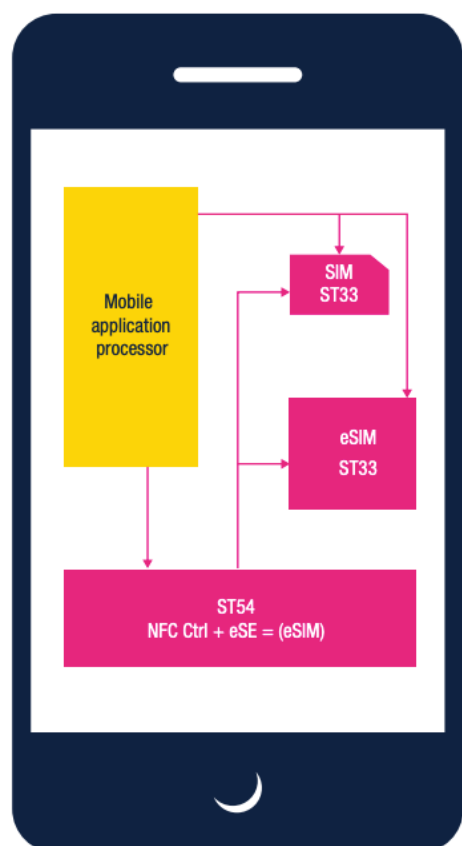 Mobile
application
processor
SIM
ST33
eSIM
ST33
ST54
NFC Ctrl + eSE = (eSIM)